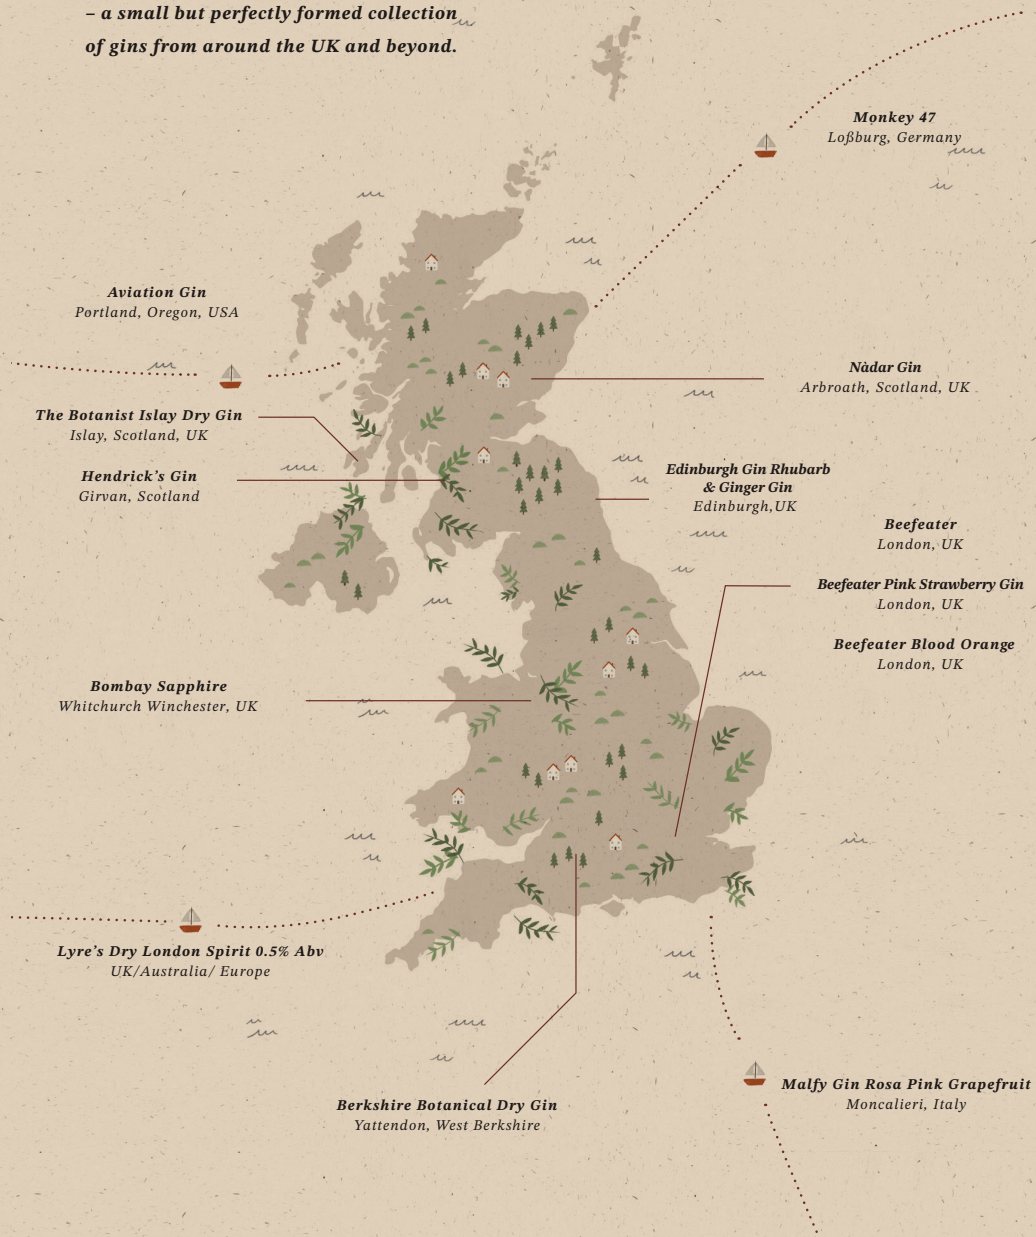 – a small but perfectly formed collection
of gins from around the UK and beyond.
Monkey 47
Loßburg, Germany
Aviation Gin
Portland, Oregon, USA
Nàdar Gin
Arbroath, Scotland, UK
The Botanist Islay Dry Gin
Islay, Scotland, UK
Hendrick's Gin
Girvan, Scotland
Edinburgh Gin Rhubarb
& Ginger Gin
Edinburgh,UK
Beefeater
London, UK
Beefeater Pink Strawberry Gin
London, UK
Beefeater Blood Orange
London, UK
Bombay Sapphire
Whitchurch Winchester, UK
Lyre's Dry London Spirit 0.5% Abv
UK/Australia/ Europe
Malfy Gin Rosa Pink Grapefruit
Moncalieri, Italy
Berkshire Botanical Dry Gin
Yattendon, West Berkshire